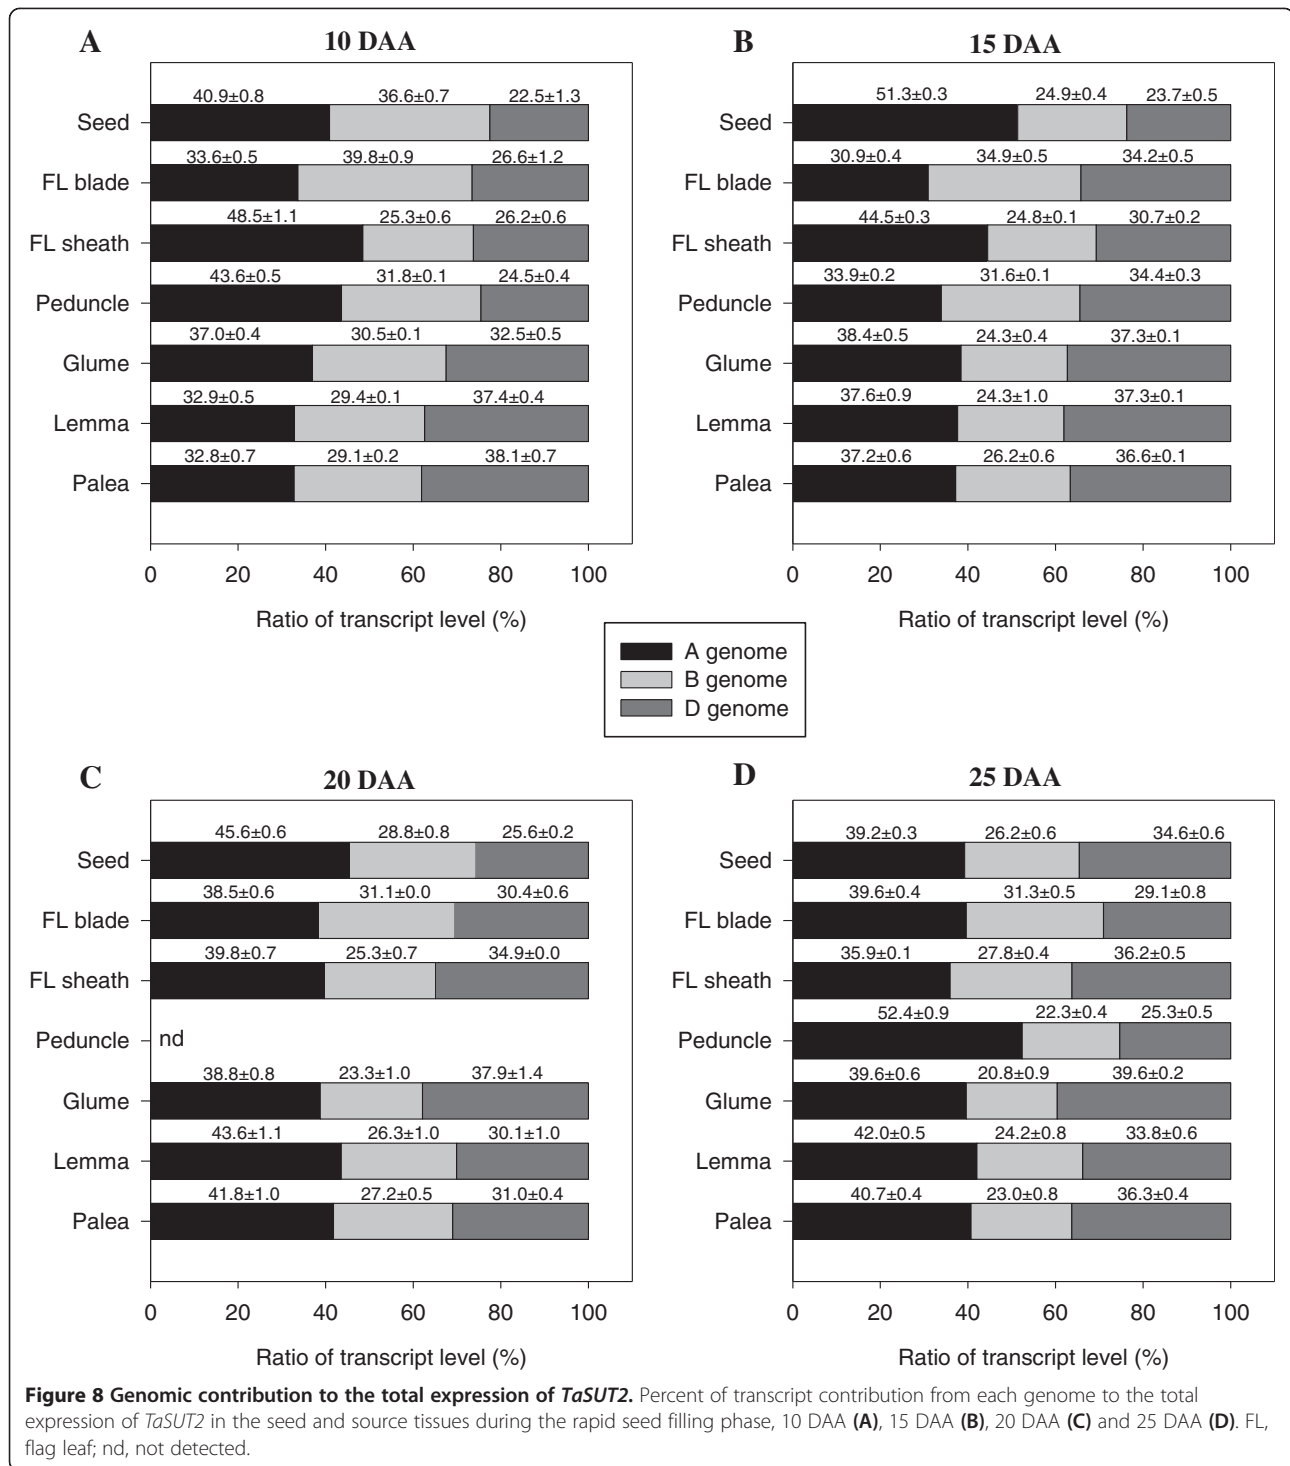 A
10 DAA
40.9±0.8 36.6±0.7 22.5±1.3
Seed
33.6±0.5 39.8±0.9 26.6±1.2
FL blade
48.5±1.1 25.3±0.6 26.2±0.6
FL sheath
43.6±0.5 31.8±0.1 24.5±0.4
Peduncle
37.0±0.4 30.5±0.1 32.5±0.5
Glume
32.9±0.5 29.4±0.1 37.4±0.4
Lemma
32.8±0.7 29.1±0.2 38.1±0.7
Palea
0 20 40 60 80 100
Ratio of transcript level (%)
B
15 DAA
51.3±0.3 24.9±0.4 23.7±0.5
Seed
30.9±0.4 34.9±0.5 34.2±0.5
FL blade
44.5±0.3 24.8±0.1 30.7±0.2
FL sheath
33.9±0.2 31.6±0.1 34.4±0.3
Peduncle
38.4±0.5 24.3±0.4 37.3±0.1
Glume
37.6±0.9 24.3±1.0 37.3±0.1
Lemma
37.2±0.6 26.2±0.6 36.6±0.1
Palea
0 20 40 60 80 100
Ratio of transcript level (%)
A genome
B genome
D genome
C
20 DAA
45.6±0.6 28.8±0.8 25.6±0.2
Seed
38.5±0.6 31.1±0.0 30.4±0.6
FL blade
39.8±0.7 25.3±0.7 34.9±0.0
FL sheath
Peduncle nd
38.8±0.8 23.3±1.0 37.9±1.4
Glume
43.6±1.1 26.3±1.0 30.1±1.0
Lemma
41.8±1.0 27.2±0.5 31.0±0.4
Palea
0 20 40 60 80 100
Ratio of transcript level (%)
D
25 DAA
39.2±0.3 26.2±0.6 34.6±0.6
Seed
39.6±0.4 31.3±0.5 29.1±0.8
FL blade
35.9±0.1 27.8±0.4 36.2±0.5
FL sheath
52.4±0.9 22.3±0.4 25.3±0.5
Peduncle
39.6±0.6 20.8±0.9 39.6±0.2
Glume
42.0±0.5 24.2±0.8 33.8±0.6
Lemma
40.7±0.4 23.0±0.8 36.3±0.4
Palea
0 20 40 60 80 100
Ratio of transcript level (%)
Figure 8 Genomic contribution to the total expression of TaSUT2. Percent of transcript contribution from each genome to the total
expression of TaSUT2 in the seed and source tissues during the rapid seed filling phase, 10 DAA (A), 15 DAA (B), 20 DAA (C) and 25 DAA (D). FL,
flag leaf; nd, not detected.